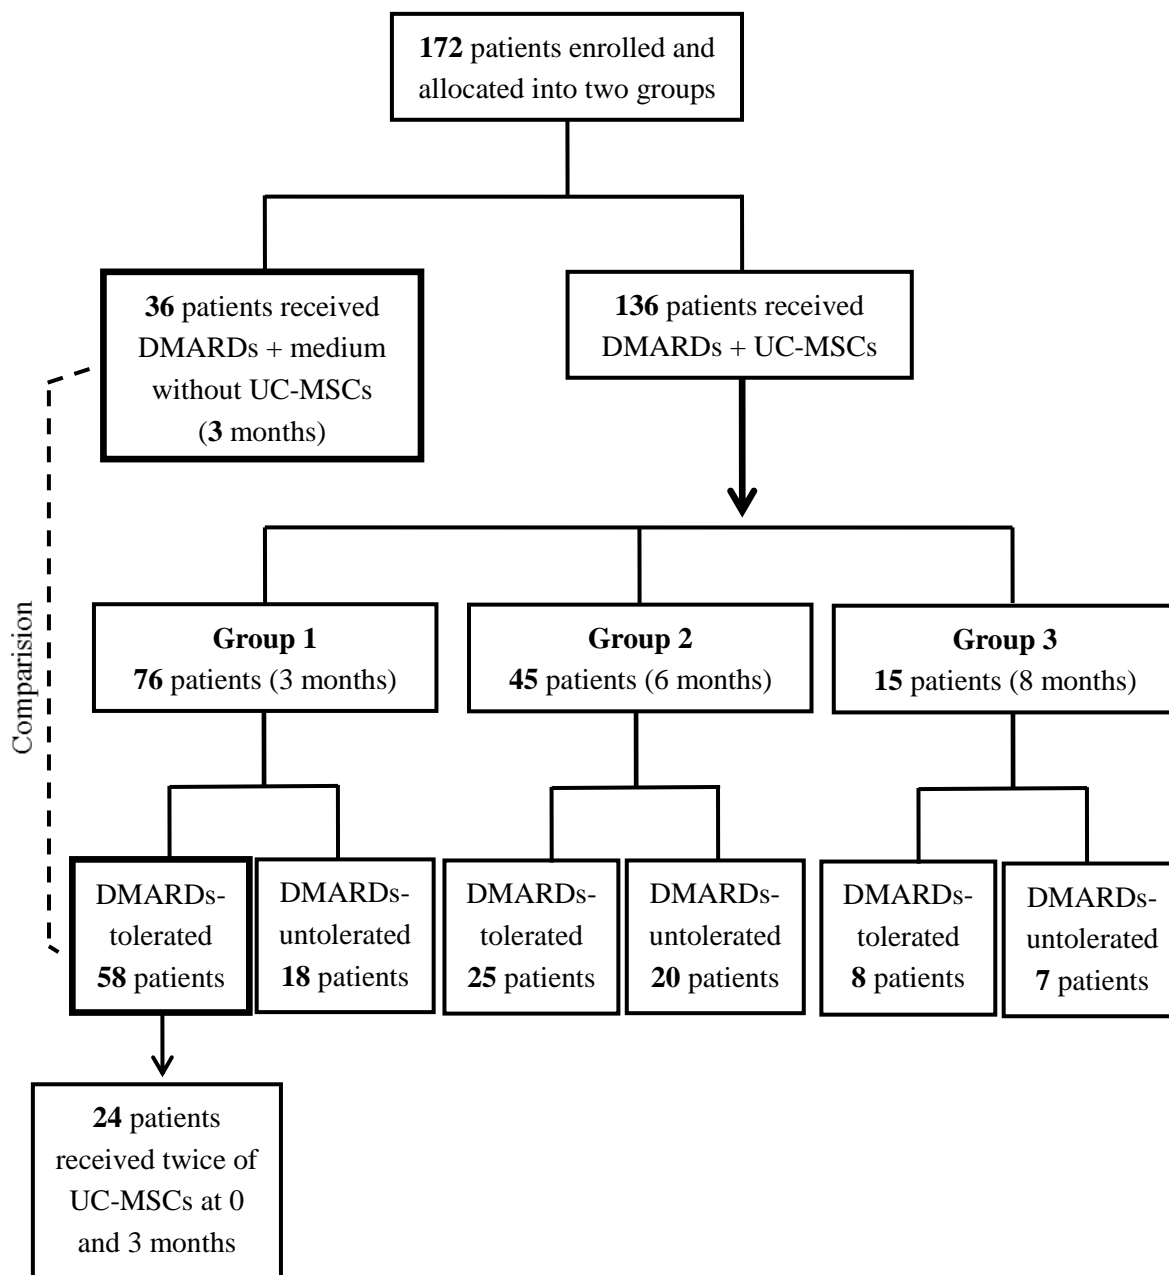 172 patients enrolled and
allocated into two groups
36 patients received
DMARDs + medium
without UC-MSCs
(3 months)
136 patients received
DMARDs + UC-MSCs
Comparision
Group 1
76 patients (3 months)
Group 2
45 patients (6 months)
Group 3
15 patients (8 months)
DMARDs-
tolerated
58 patients
DMARDs-
untolerated
18 patients
DMARDs-
tolerated
25 patients
DMARDs-
untolerated
20 patients
DMARDs-
tolerated
8 patients
DMARDs-
untolerated
7 patients
24 patients
received twice of
UC-MSCs at 0
and 3 months